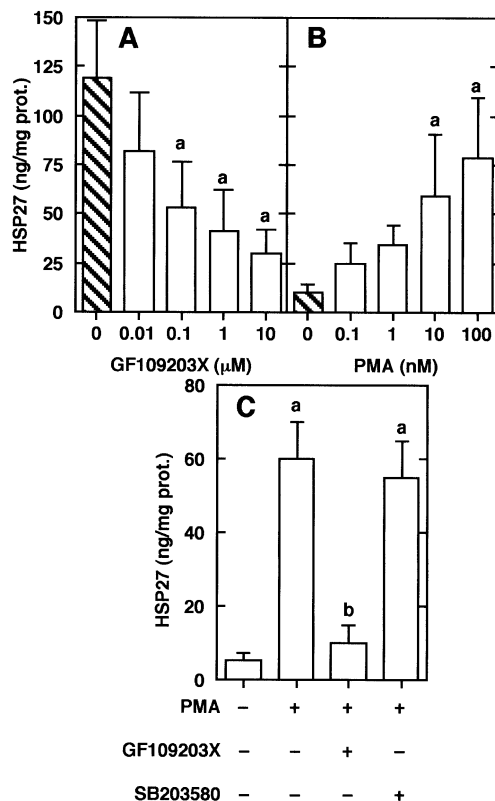 A
B
150
125
100
75
50
25
0
HSP27 (ng/mg prot.)
a
a
a
a
a
0
0.01
0.1
1
10
0
0.1
1
10
100
GF109203X (μM)
PMA (nM)
C
80
60
40
20
0
HSP27 (ng/mg prot.)
a
b
a
PMA – + + +
GF109203X – – + –
SB203580 – – – +